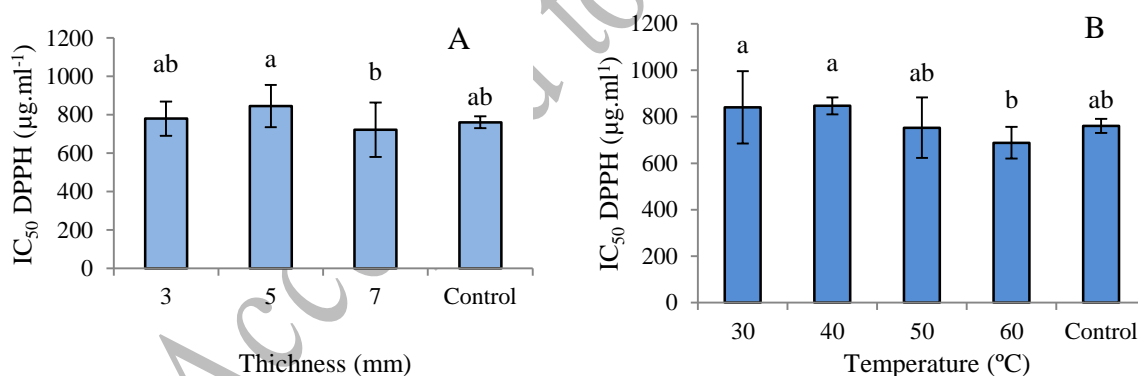 A
IC50 DPPH (µg.ml-1)
1200
1000
800
600
400
200
0
ab
a
b
ab
3
5
7
Control
Thichness (mm)
B
IC50 DPPH (µg.ml1)
1200
1000
800
600
400
200
0
a
a
ab
b
ab
30
40
50
60
Control
Temperature (ºC)